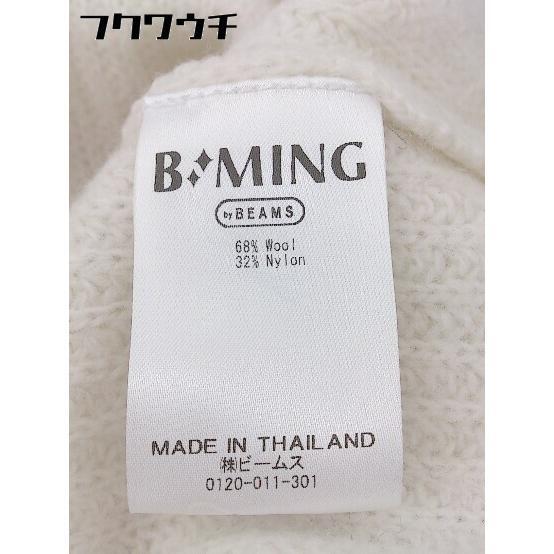 フクワウチ
B✦✦MING
by BEAMS
68% Wool
32% Nylon
MADE IN THAILAND
㈱ビームス
0120-011-301